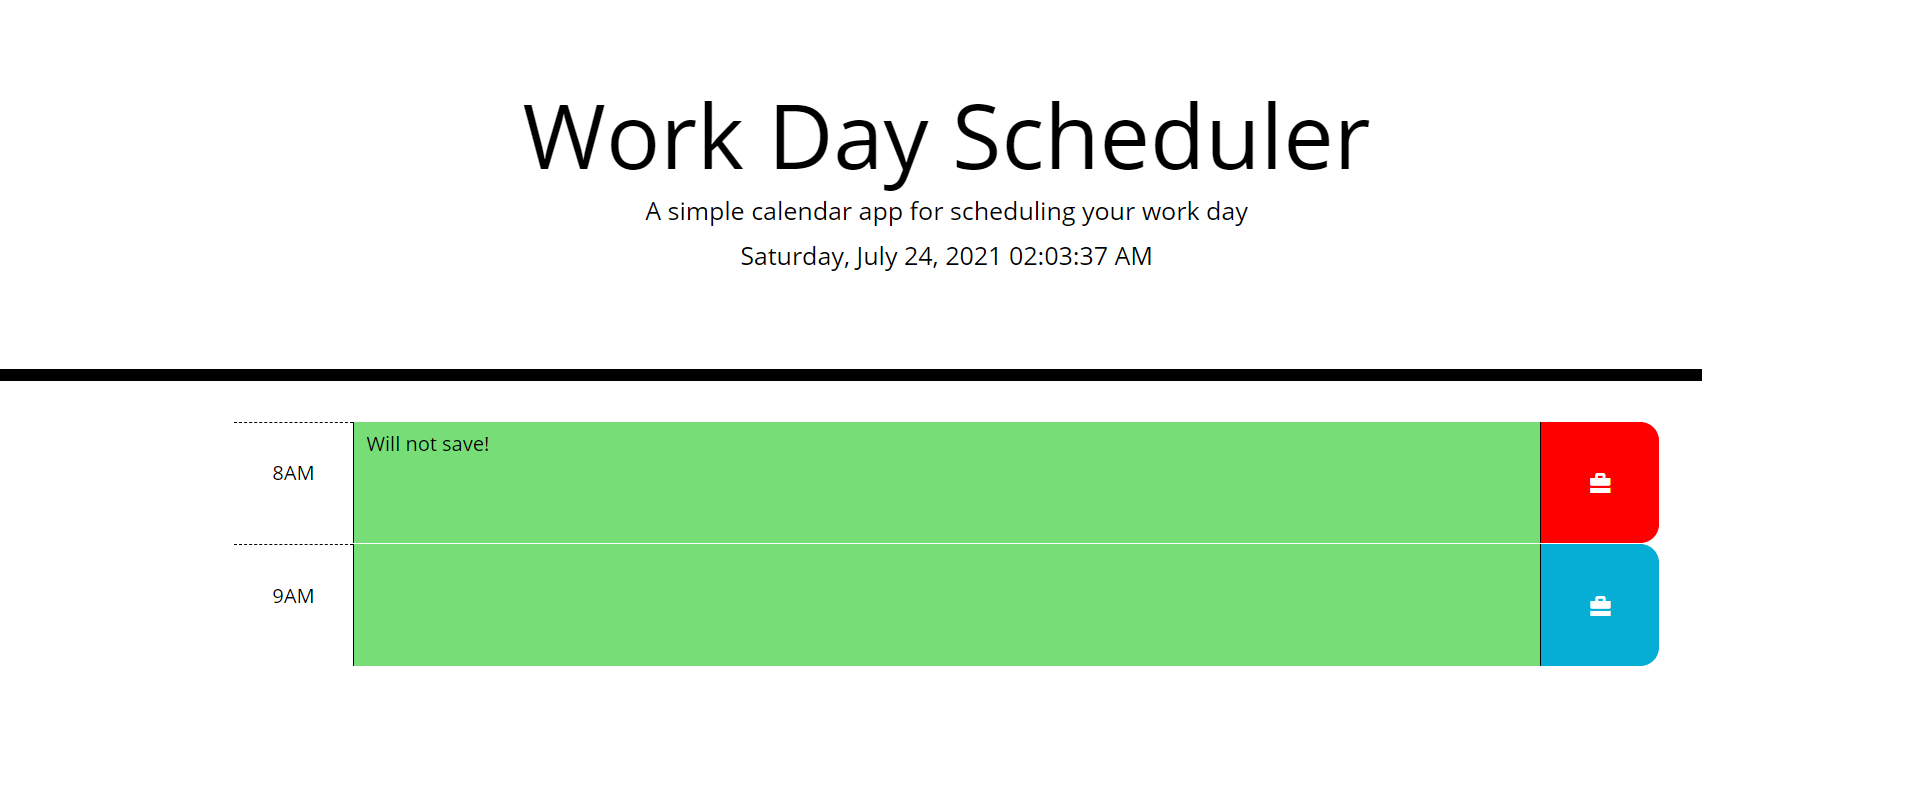 Work Day Scheduler
A simple calendar app for scheduling your work day
Saturday, July 24, 2021 02:03:37 AM
Will not save!
8AM
9AM